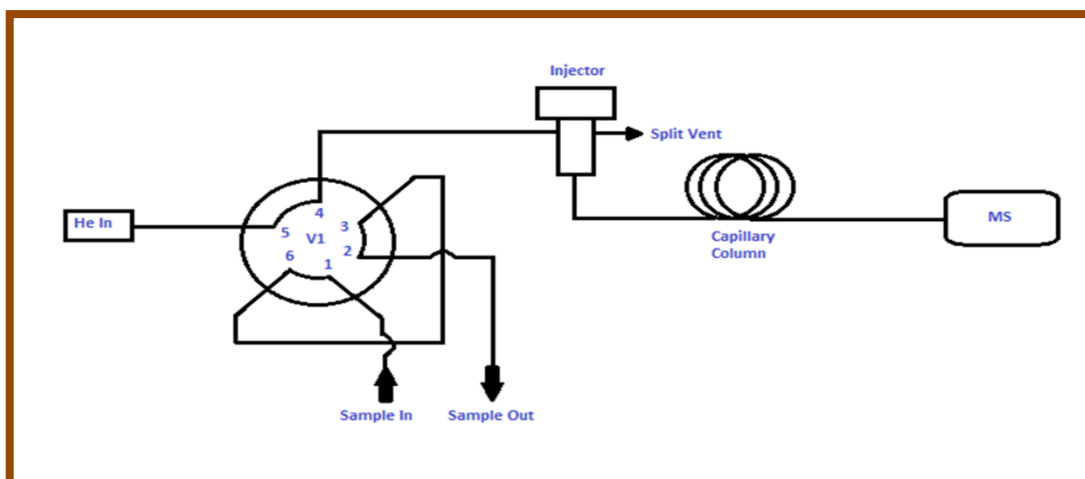 Injector
Split Vent
He In
4
3
5
V1
2
6
1
MS
Capillary
Column
Sample In
Sample Out